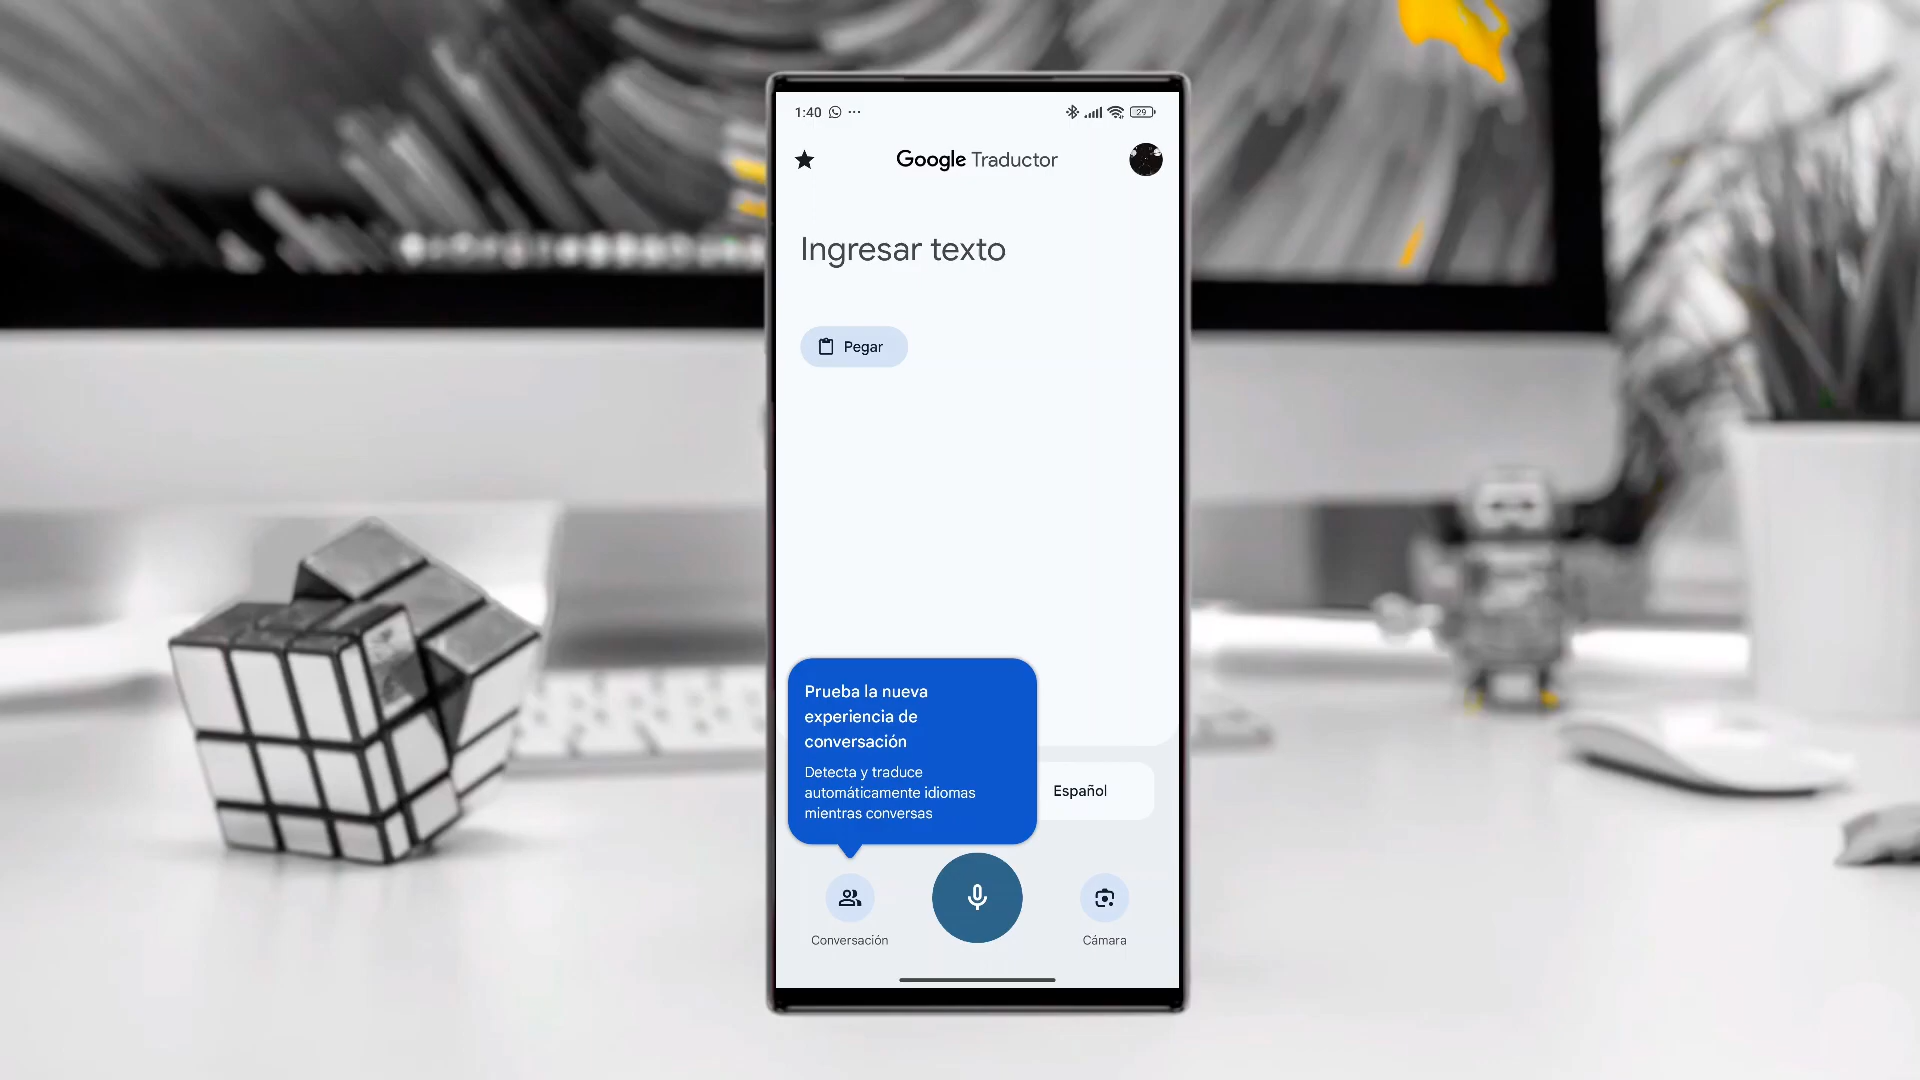 1:40 ...
29
Google Traductor
Ingresar texto
Pegar
Prueba la nueva
experiencia de
conversación
Detecta y traduce
automáticamente idiomas
mientras conversas
Español
Conversación
Cámara